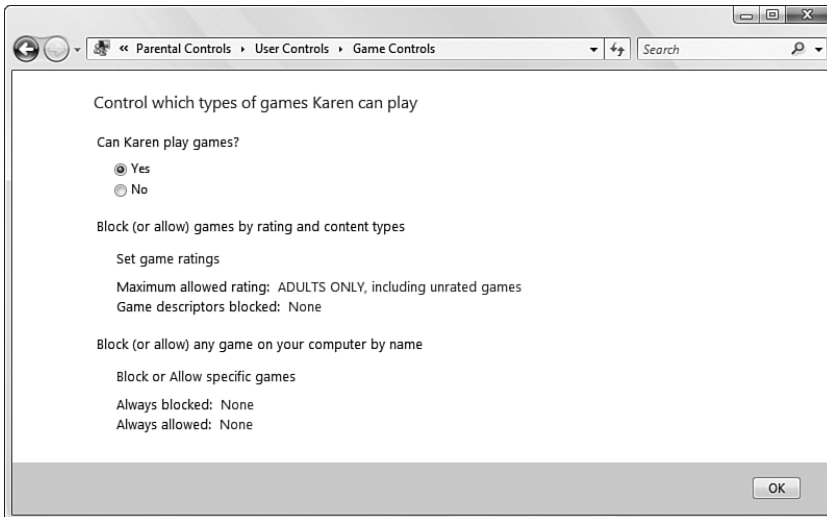 « Parental Controls ▸ User Controls ▸ Game Controls
Search
Control which types of games Karen can play
Can Karen play games?
Yes
No
Block (or allow) games by rating and content types
Set game ratings
Maximum allowed rating: ADULTS ONLY, including unrated games
Game descriptors blocked: None
Block (or allow) any game on your computer by name
Block or Allow specific games
Always blocked: None
Always allowed: None
OK